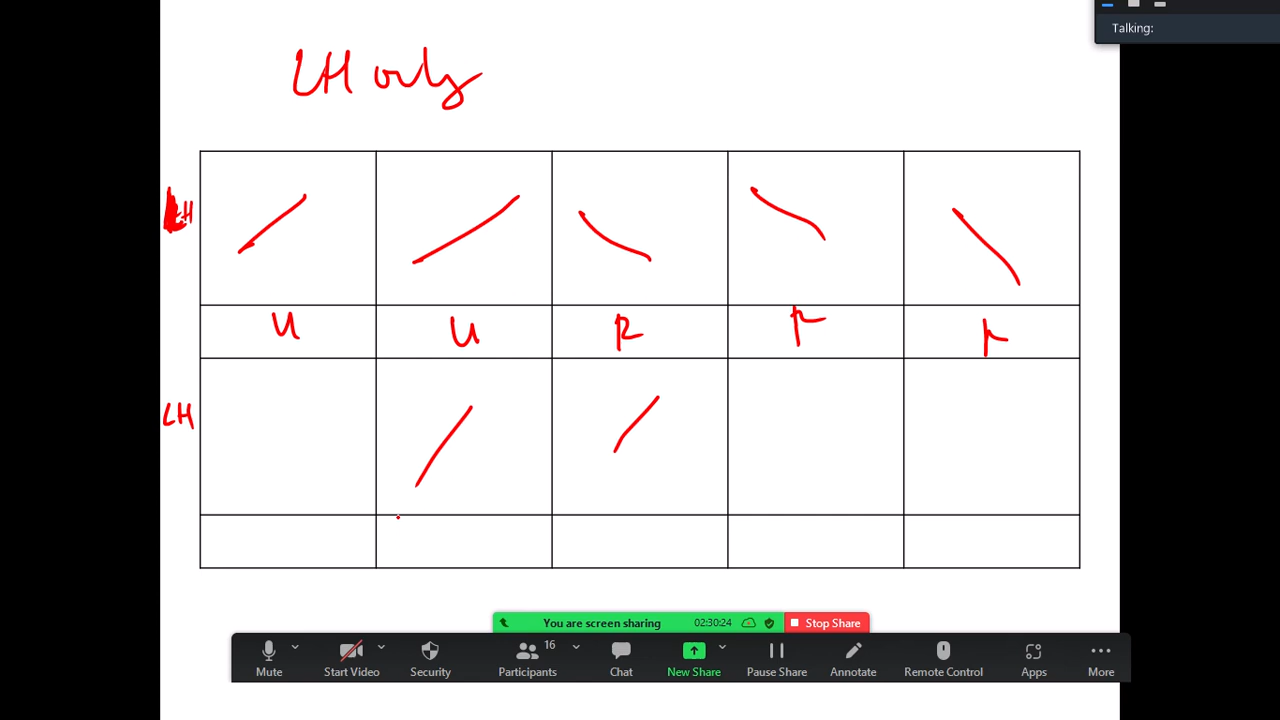 Talking:
LH only
LH
U U R r r
LH
You are screen sharing 02:30:24 Stop Share
16
Mute Start Video Security Participants Chat New Share Pause Share Annotate Remote Control Apps More